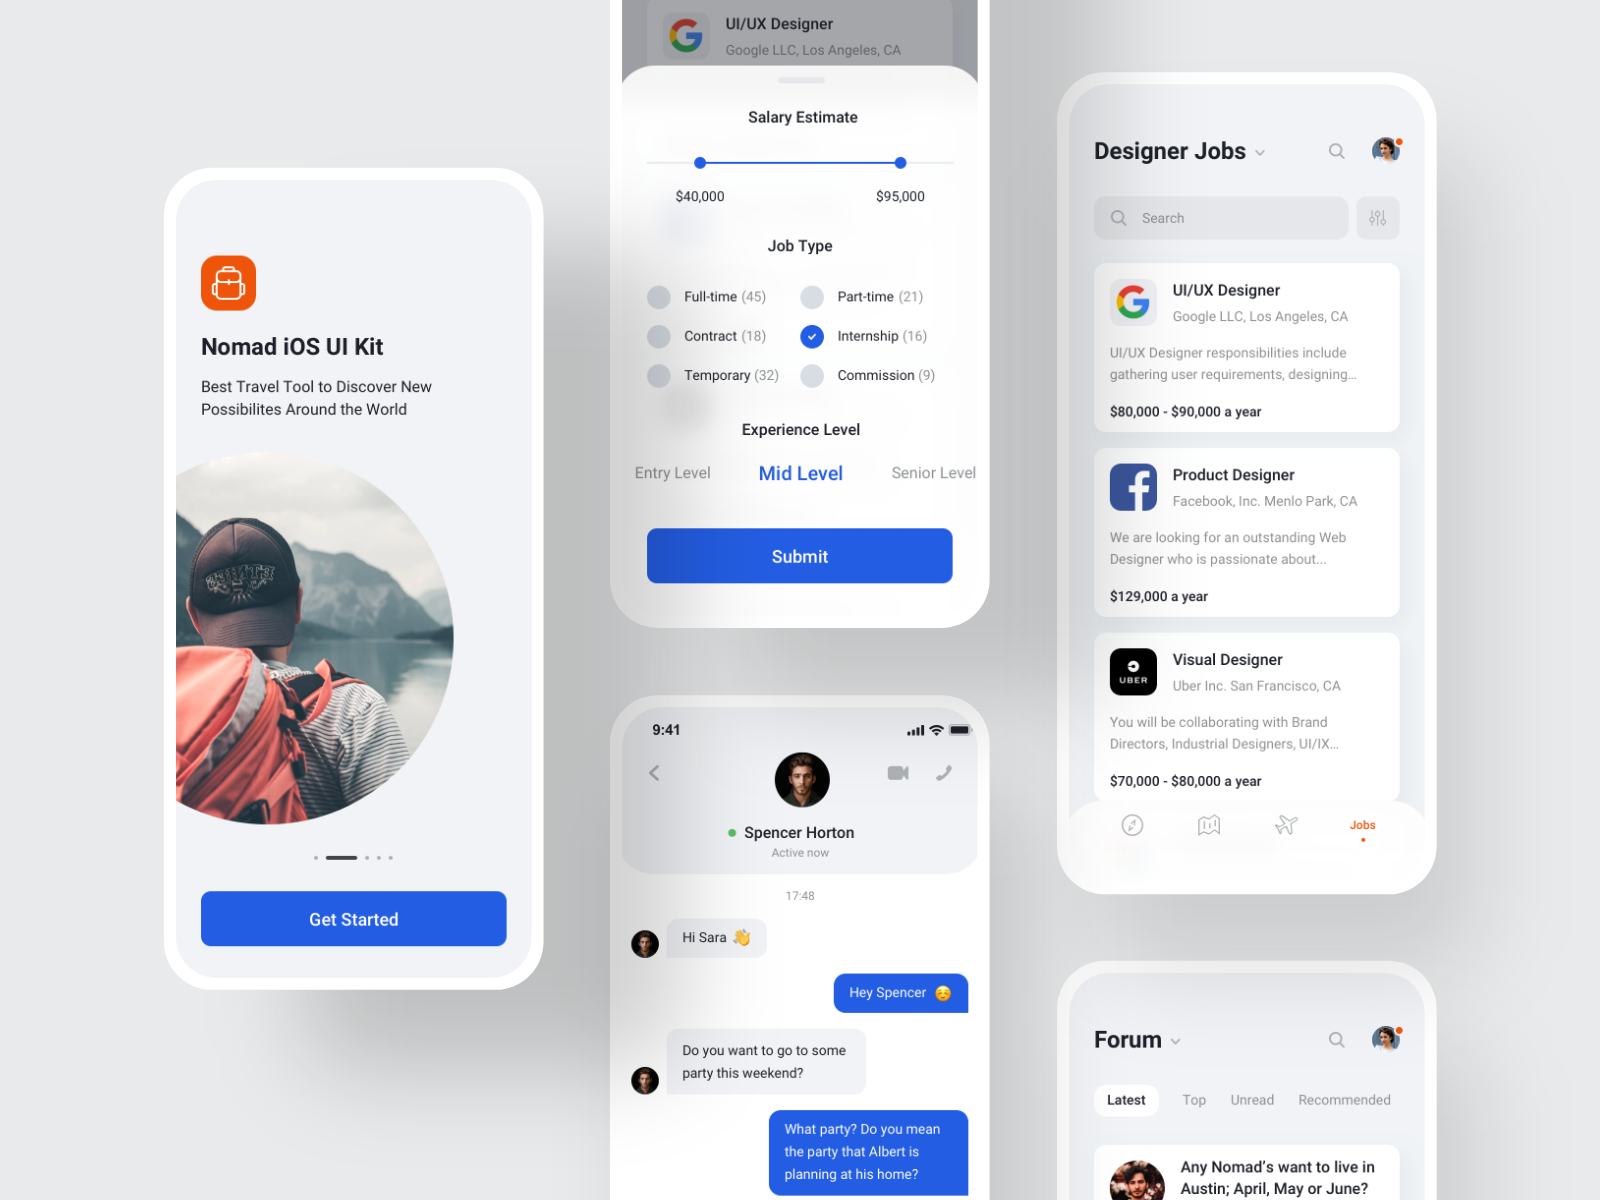 Nomad iOS UI Kit
Best Travel Tool to Discover New
Possibilites Around the World
Get Started
UI/UX Designer
Google LLC, Los Angeles, CA
Salary Estimate
$40,000
$95,000
Job Type
Full-time (45)
Part-time (21)
Contract (18)
Internship (16)
Temporary (32)
Commission (9)
Experience Level
Entry Level
Mid Level
Senior Level
Submit
9:41
Spencer Horton
Active now
17:48
Hi Sara 👋
Hey Spencer ☺️
Do you want to go to some
party this weekend?
What party? Do you mean
the party that Albert is
planning at his home?
Designer Jobs
Search
UI/UX Designer
Google LLC, Los Angeles, CA
UI/UX Designer responsibilities include
gathering user requirements, designing...
$80,000 - $90,000 a year
Product Designer
Facebook, Inc. Menlo Park, CA
We are looking for an outstanding Web
Designer who is passionate about...
$129,000 a year
UBER
Visual Designer
Uber Inc. San Francisco, CA
You will be collaborating with Brand
Directors, Industrial Designers, UI/IX...
$70,000 - $80,000 a year
Jobs
Forum
Latest
Top
Unread
Recommended
Any Nomad’s want to live in
Austin; April, May or June?